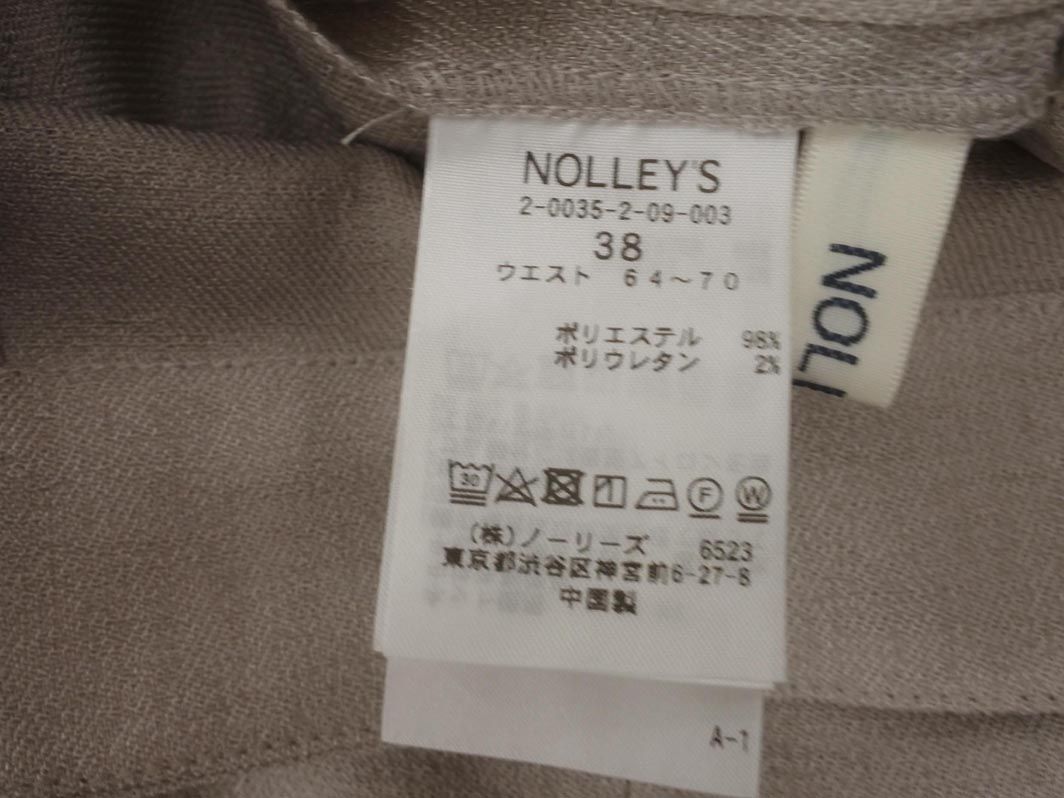 NOLLEY'S
2-0035-2-09-003
38
ウエスト 64～70
ポリエステル 98%
ポリウレタン 2%
30
F
W
(株)ノーリーズ 6523
東京都渋谷区神宮前6-27-8
中国製
A-1
NOLL